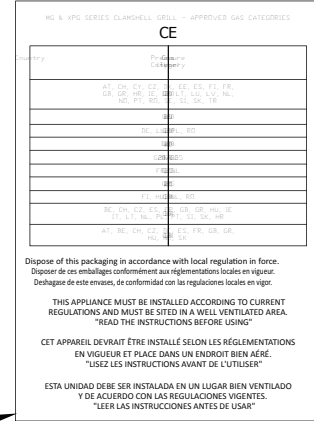 MG & XPG SERIES CLAMSHELL GRILL - APPROVED GAS CATEGORIES
CE
Country
AT, CH, CY, CZ, EE, ES, FI, FR,
GB, GR, HR, IE, LT, LU, LV, NL,
NO, PT, RO, SI, SK, TR
DE, RO
FI, RO
BE, CH, CZ, ES, GB, GR, HU, IE
IT, LT, NL, PT, SI, SK, HR
AT, BE, CH, CZ, ES, FR, GB, GR,
HU, SK
Dispose of this packaging in accordance with local regulation in force.
Disposer de ces emballages conformément aux réglementations locales en vigueur.
Deshagase de este envases, de conformidad con las regulaciones locales en vigor.
THIS APPLIANCE MUST BE INSTALLED ACCORDING TO CURRENT
REGULATIONS AND MUST BE SITED IN A WELL VENTILATED AREA.
"READ THE INSTRUCTIONS BEFORE USING"
CET APPAREIL DEVRAIT ÊTRE INSTALLÉ SELON LES RÉGLEMENTATIONS
EN VIGUEUR ET PLACE DANS UN ENDROIT BIEN AÉRÉ.
"LISEZ LES INSTRUCTIONS AVANT DE L'UTILISER"
ESTA UNIDAD DEBE SER INSTALADA EN UN LUGAR BIEN VENTILADO
Y DE ACUERDO CON LAS REGULACIONES VIGENTES.
"LEER LAS INSTRUCCIONES ANTES DE USAR"